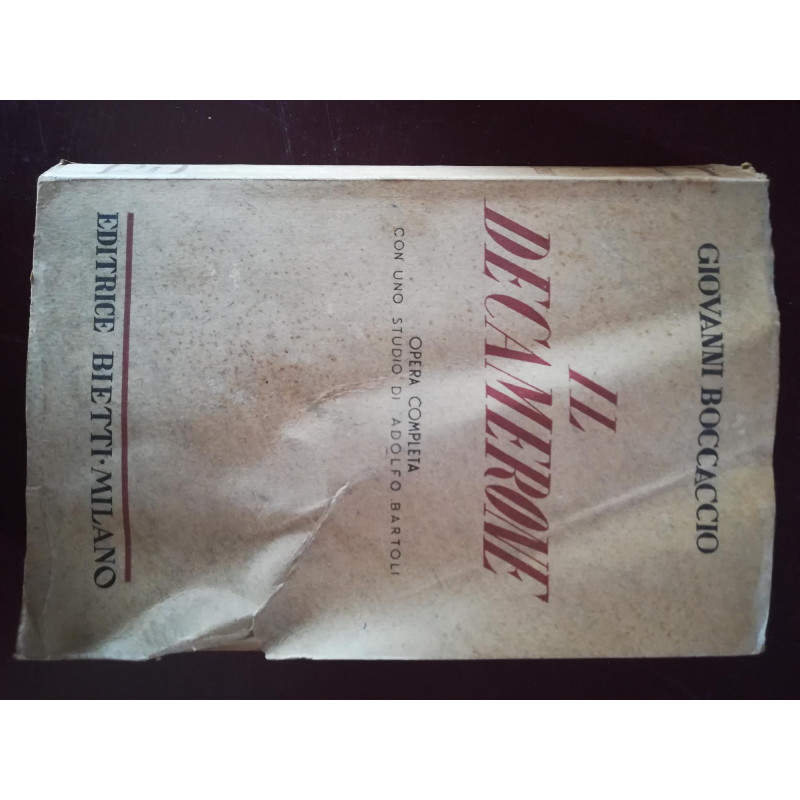 GIOVANNI BOCCACCIO
IL
DECAMERONE
OPERA COMPLETA
CON UNO STUDIO DI ADOLFO BARTOLI
EDITRICE BIETTI · MILANO